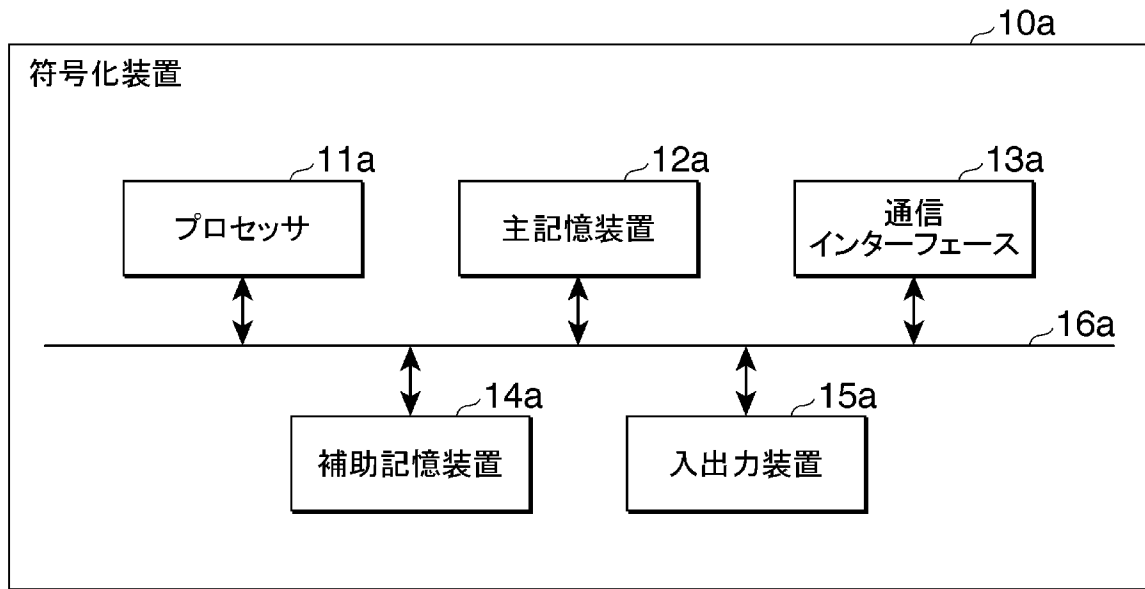 10a
符号化装置
11a
12a
13a
プロセッサ
主記憶装置
通信
インターフェース
16a
14a
15a
補助記憶装置
入出力装置